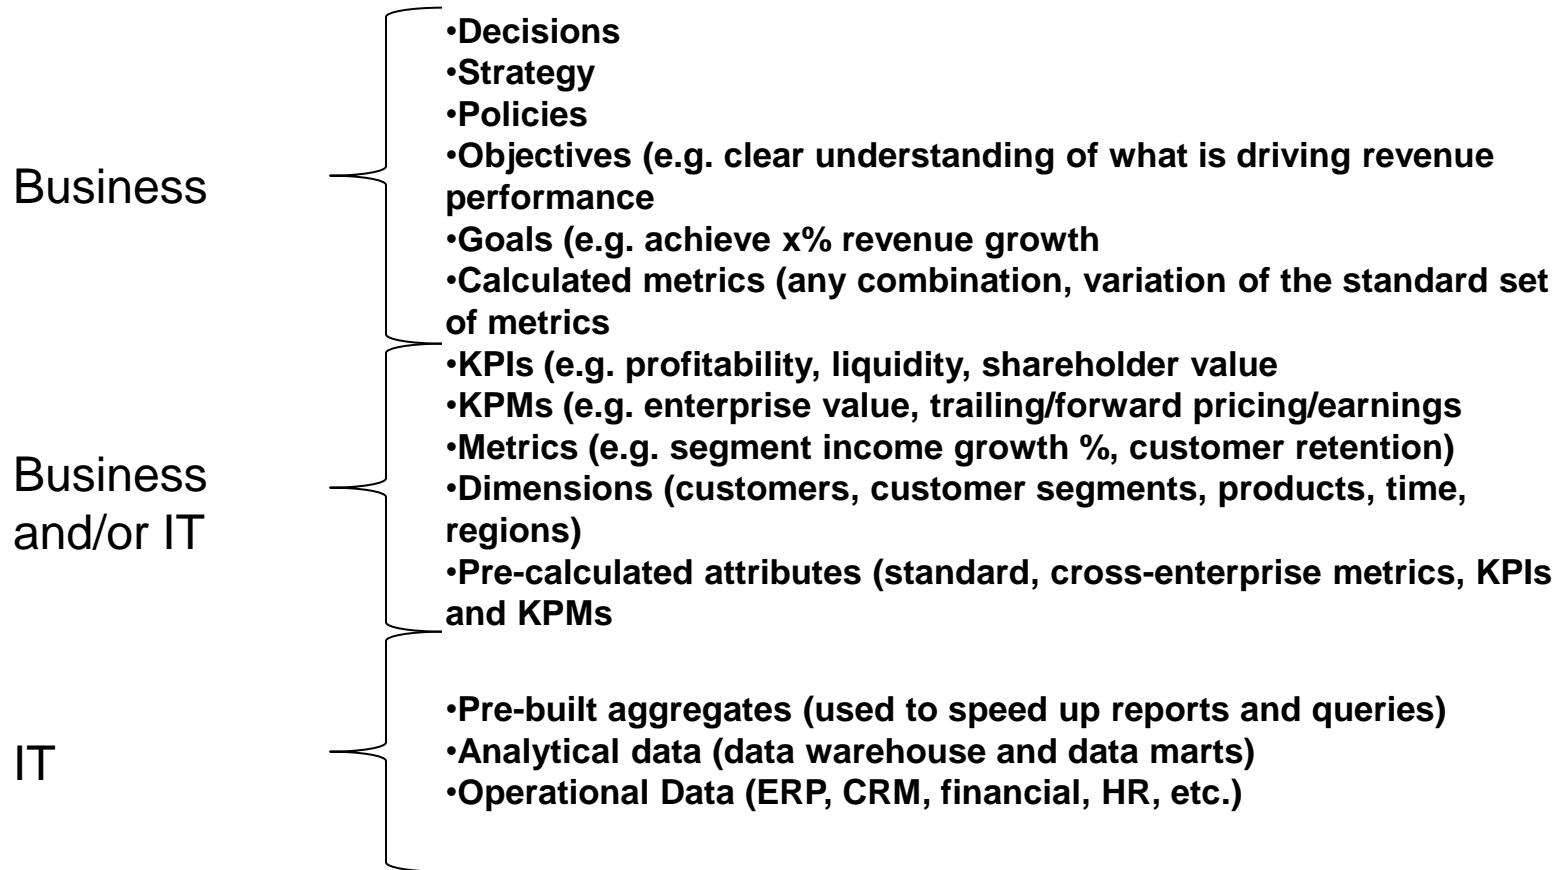 •Decisions
•Strategy
•Policies
•Objectives (e.g. clear understanding of what is driving revenue
performance
Business
•Goals (e.g. achieve x% revenue growth
•Calculated metrics (any combination, variation of the standard set
of metrics
•KPIs (e.g. profitability, liquidity, shareholder value
•KPMs (e.g. enterprise value, trailing/forward pricing/earnings
•Metrics (e.g. segment income growth %, customer retention)
Business
and/or IT
•Dimensions (customers, customer segments, products, time,
regions)
•Pre-calculated attributes (standard, cross-enterprise metrics, KPIs
and KPMs
•Pre-built aggregates (used to speed up reports and queries)
IT
•Analytical data (data warehouse and data marts)
•Operational Data (ERP, CRM, financial, HR, etc.)